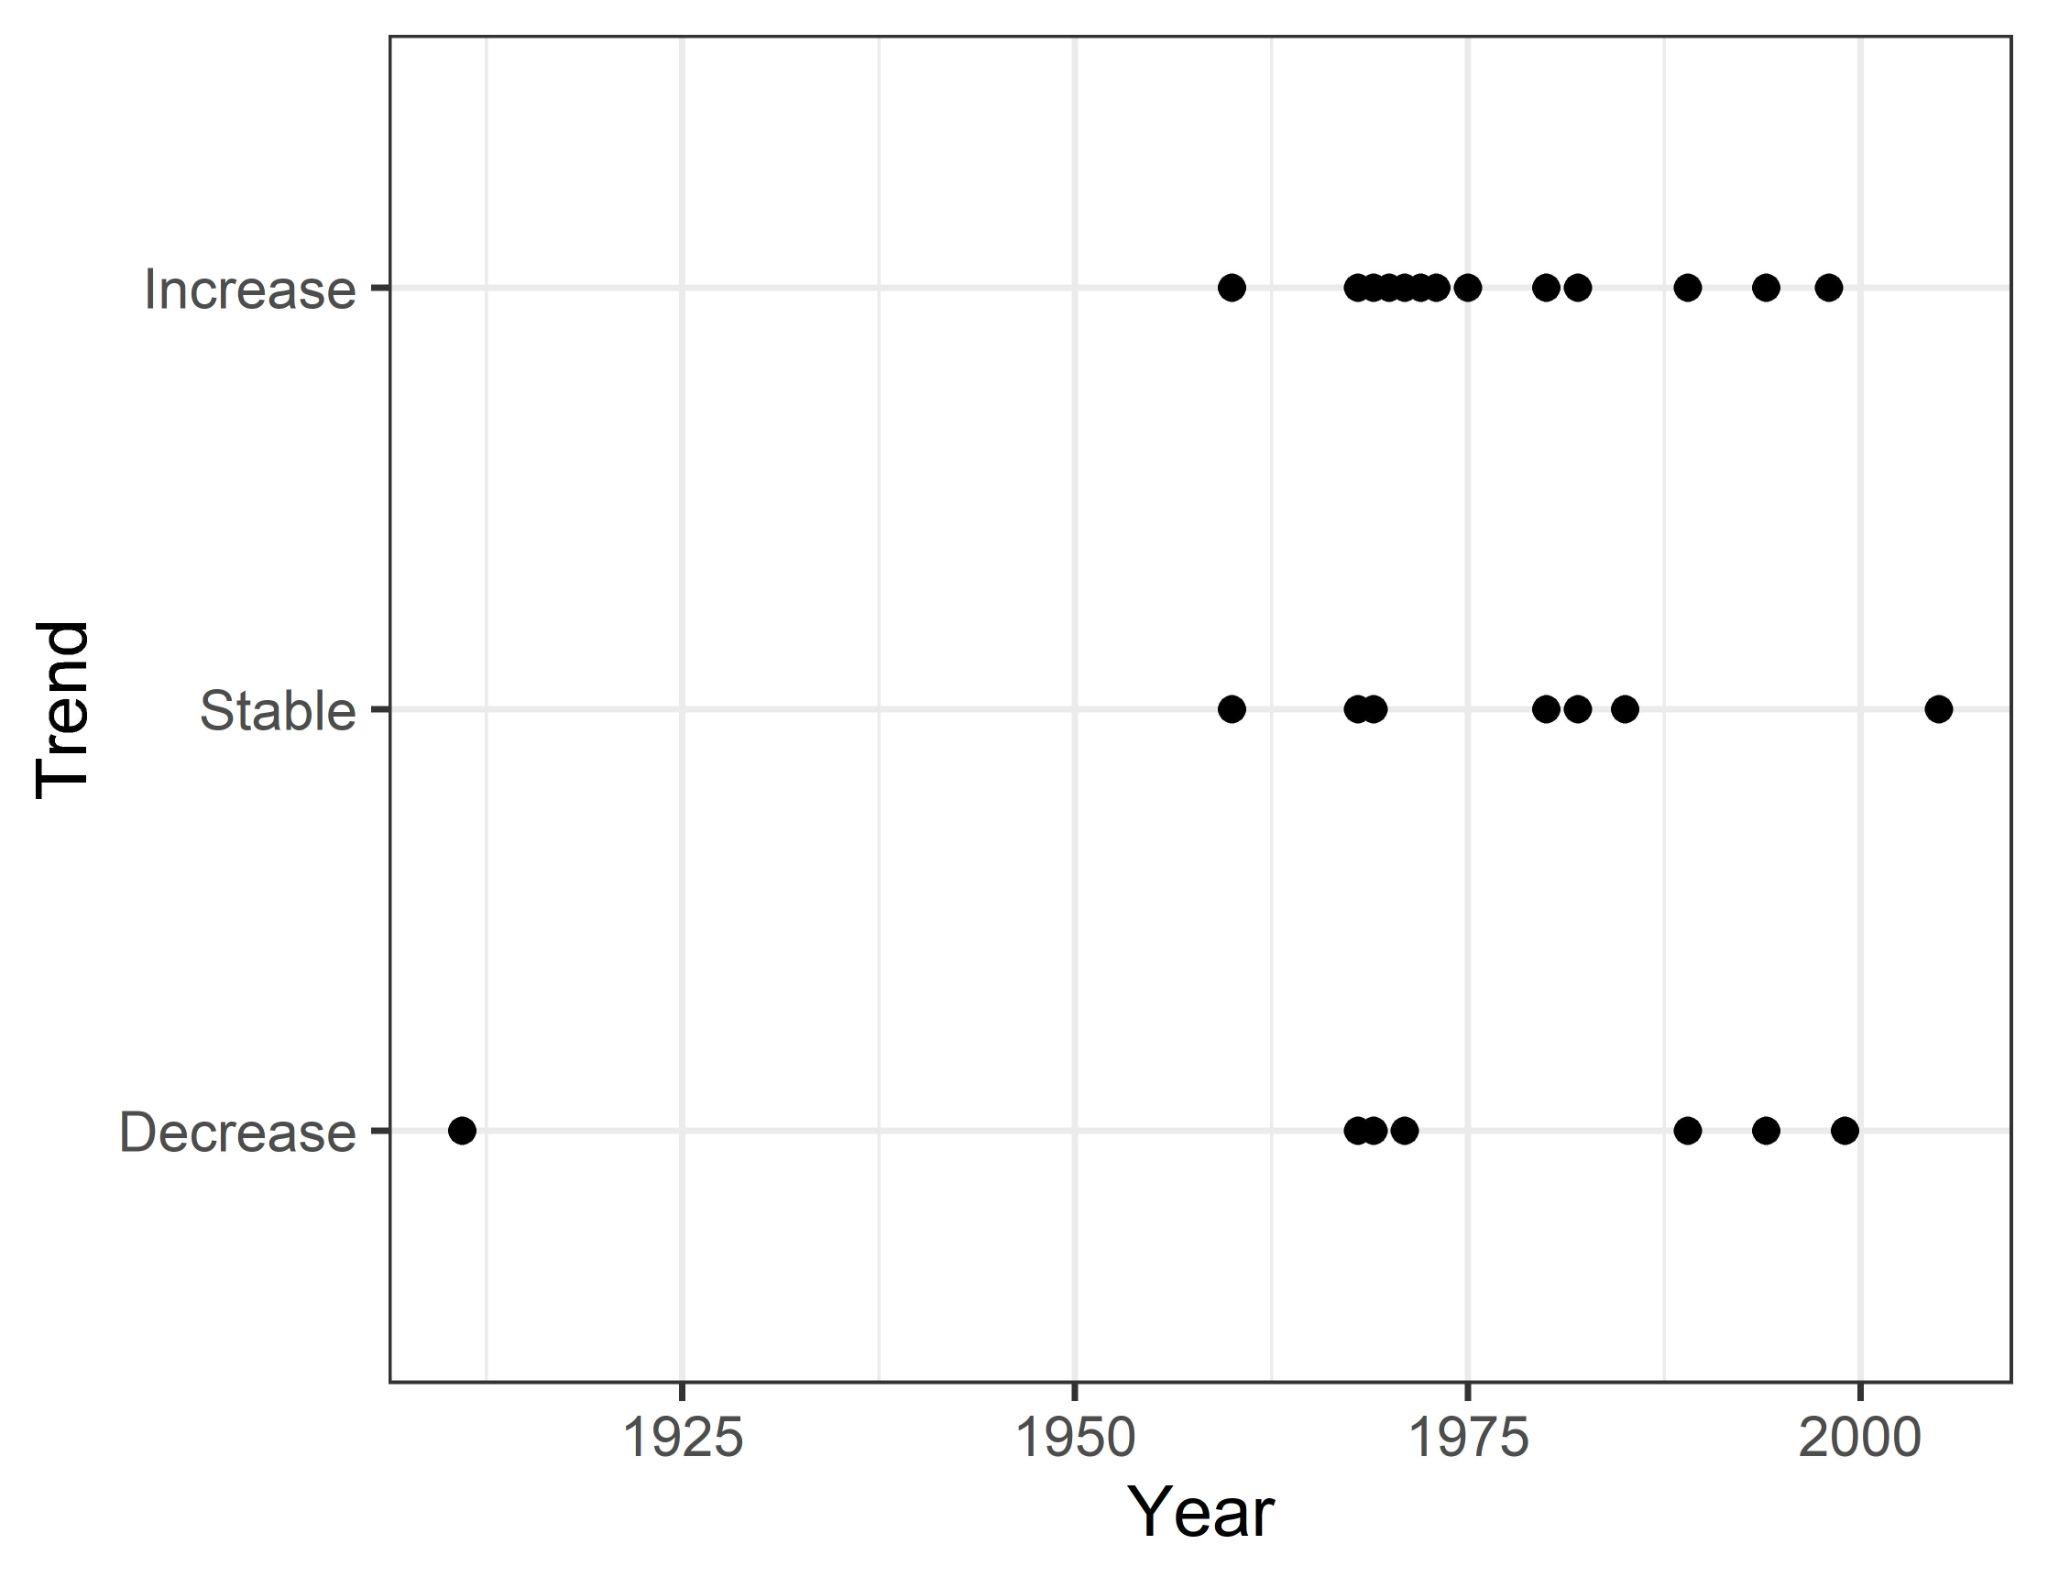 Increase
Stable
Decrease
Trend
1925 1950 1975 2000
Year